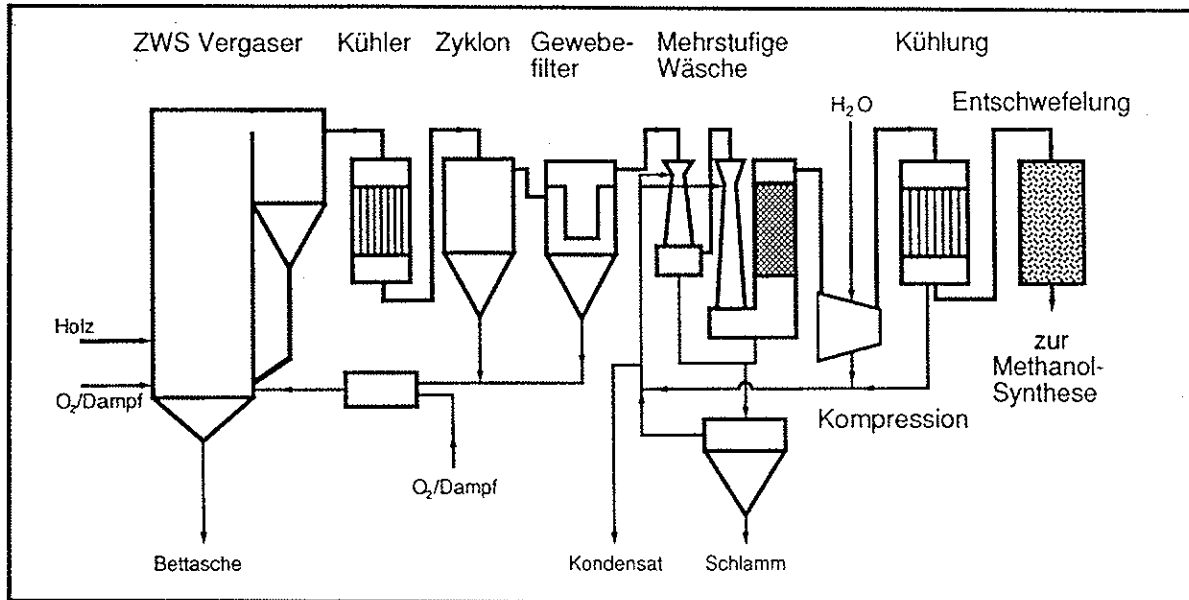 ZWS Vergaser
Kühler
Zyklon
Gewebe-
filter
Mehrstufige
Wäsche
Kühlung
H₂O
Entschwefelung
Holz
O₂/Dampf
zur
Methanol-
Synthese
Kompression
O₂/Dampf
Bettasche
Kondensat
Schlamm